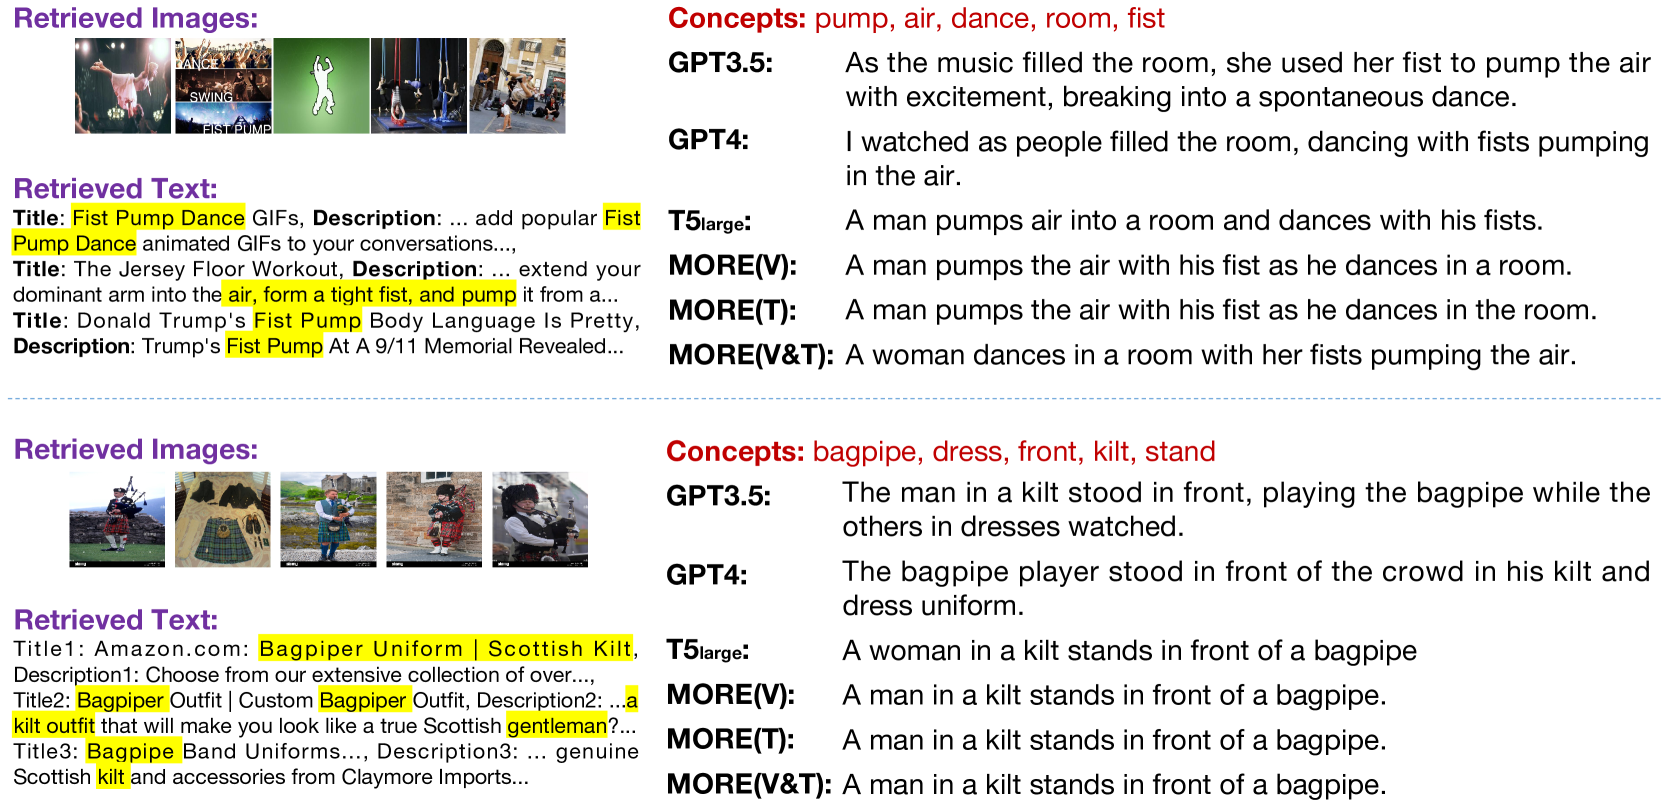 Retrieved Images:
DANCE
SWING
FIST PUMP
Retrieved Text:
Title: Fist Pump Dance GIFs, Description: ... add popular Fist
Pump Dance animated GIFs to your conversations...,
Title: The Jersey Floor Workout, Description: ... extend your
dominant arm into the air, form a tight fist, and pump it from a...
Title: Donald Trump's Fist Pump Body Language Is Pretty,
Description: Trump's Fist Pump At A 9/11 Memorial Revealed...
Concepts: pump, air, dance, room, fist
GPT3.5: As the music filled the room, she used her fist to pump the air
with excitement, breaking into a spontaneous dance.
GPT4: I watched as people filled the room, dancing with fists pumping
in the air.
T5large: A man pumps air into a room and dances with his fists.
MORE(V): A man pumps the air with his fist as he dances in a room.
MORE(T): A man pumps the air with his fist as he dances in the room.
MORE(V&T): A woman dances in a room with her fists pumping the air.
Retrieved Images:
Retrieved Text:
Title1: Amazon.com: Bagpiper Uniform | Scottish Kilt,
Description1: Choose from our extensive collection of over...,
Title2: Bagpiper Outfit | Custom Bagpiper Outfit, Description2: ...a
kilt outfit that will make you look like a true Scottish gentleman?...
Title3: Bagpipe Band Uniforms..., Description3: ... genuine
Scottish kilt and accessories from Claymore Imports...
Concepts: bagpipe, dress, front, kilt, stand
GPT3.5: The man in a kilt stood in front, playing the bagpipe while the
others in dresses watched.
GPT4: The bagpipe player stood in front of the crowd in his kilt and
dress uniform.
T5large: A woman in a kilt stands in front of a bagpipe
MORE(V): A man in a kilt stands in front of a bagpipe.
MORE(T): A man in a kilt stands in front of a bagpipe.
MORE(V&T): A man in a kilt stands in front of a bagpipe.